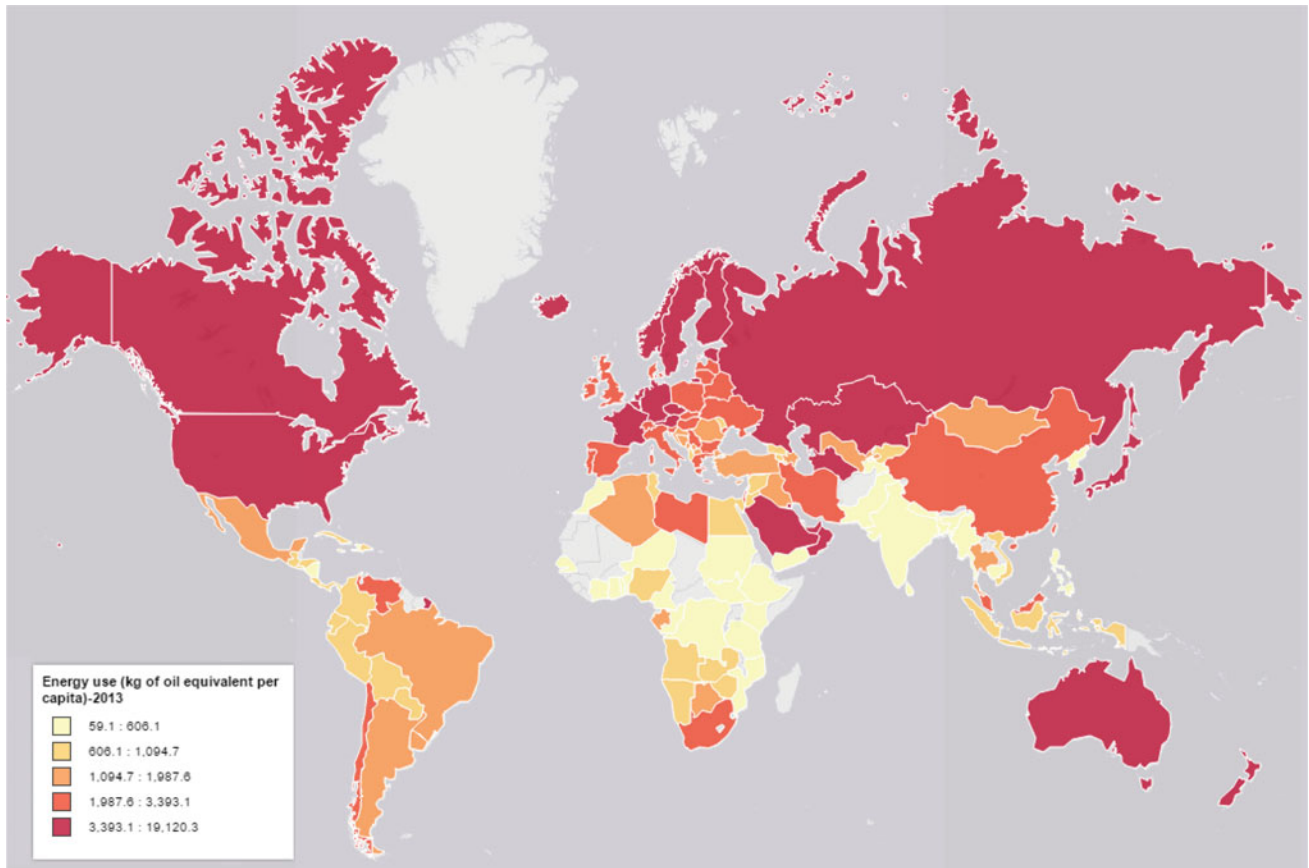 Energy use (kg of oil equivalent per
capita)-2013
59.1 : 606.1
606.1 : 1,094.7
1,094.7 : 1,987.6
1,987.6 : 3,393.1
3,393.1 : 19,120.3